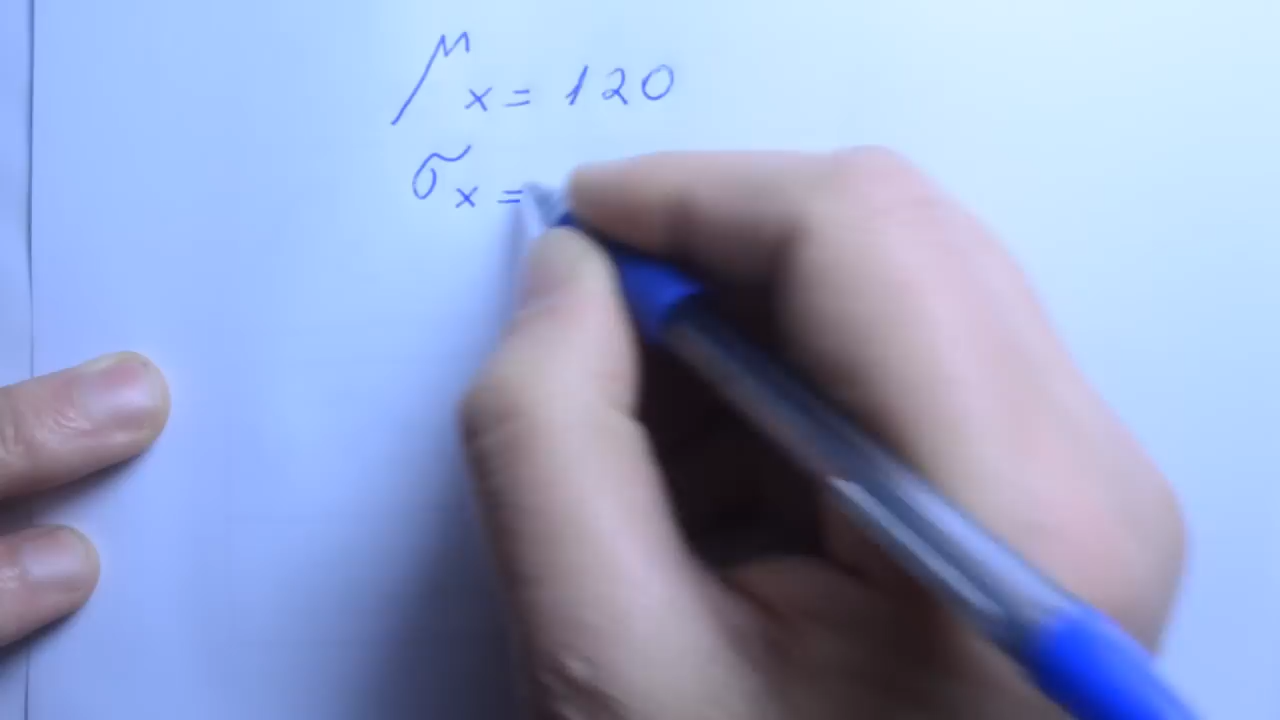 μx = 120
σx =